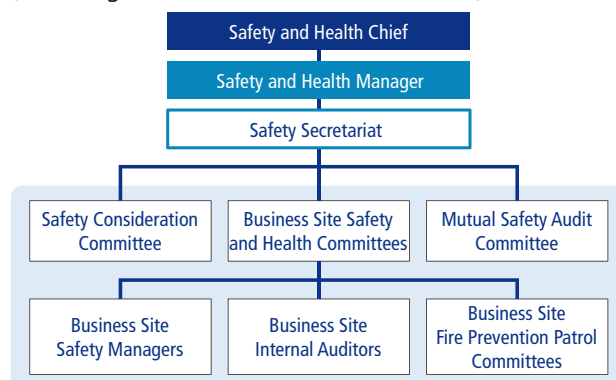 Safety and Health Chief
Safety and Health Manager
Safety Secretariat
Safety Consideration
Committee
Business Site Safety
and Health Committees
Mutual Safety Audit
Committee
Business Site
Safety Managers
Business Site
Internal Auditors
Business Site
Fire Prevention Patrol
Committees